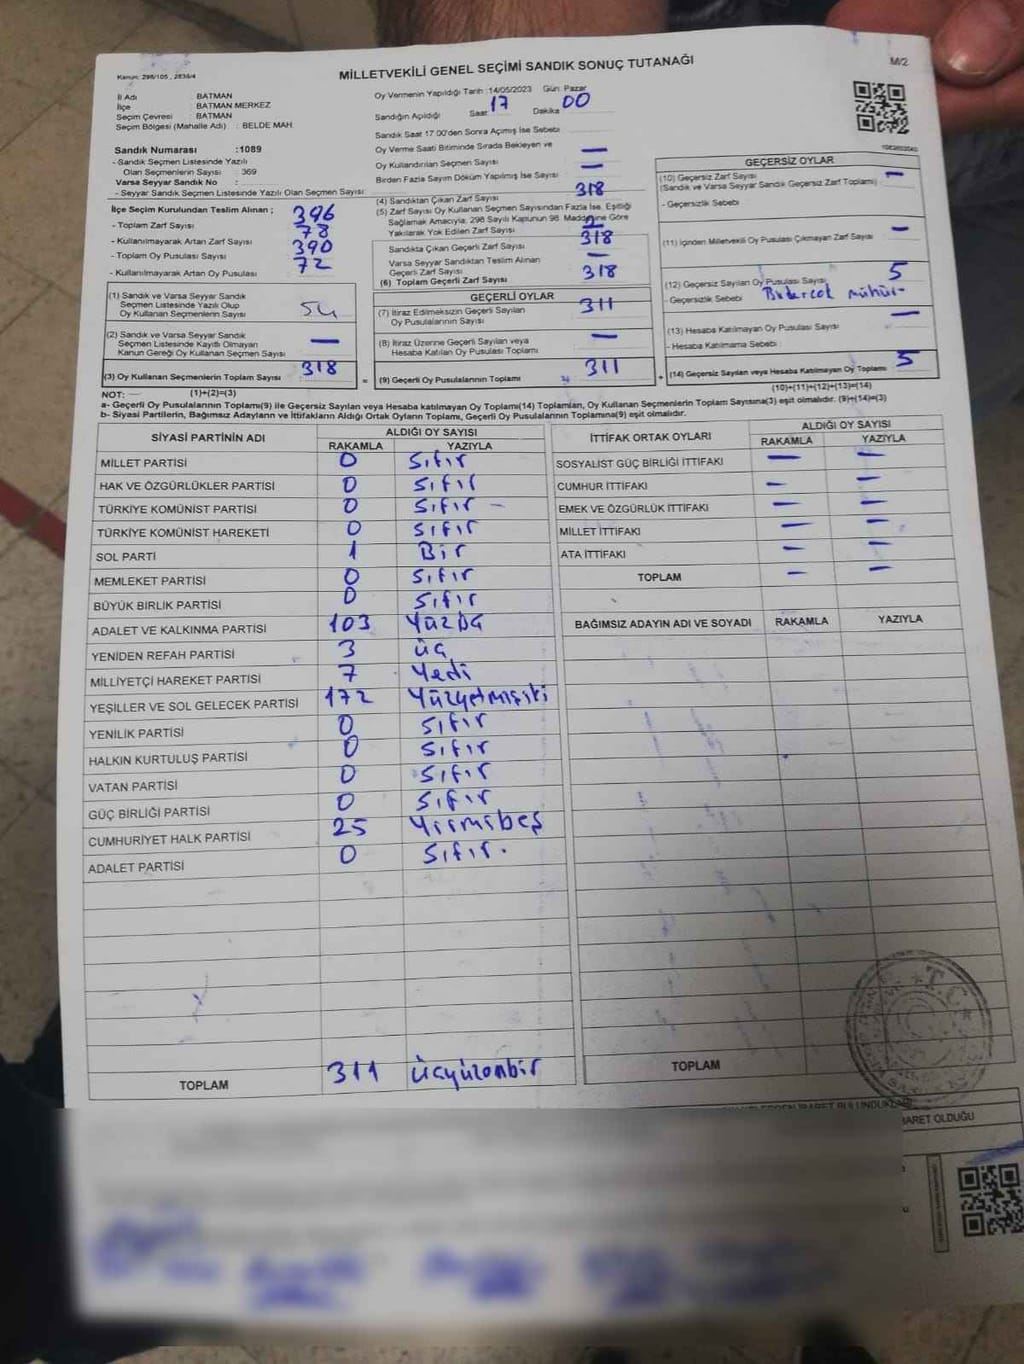 Kanun: 298/105 , 2839/4
MİLLETVEKİLİ GENEL SEÇİMİ SANDIK SONUÇ TUTANAĞI
M/2
İl Adı : BATMAN
İlçe : BATMAN MERKEZ
Seçim Çevresi : BATMAN
Seçim Bölgesi (Mahalle Adı) : BELDE MAH.
Sandık Numarası :1089
- Sandık Seçmen Listesinde Yazılı
Olan Seçmenlerin Sayısı : 369
Varsa Seyyar Sandık No :
- Seyyar Sandık Seçmen Listesinde Yazılı Olan Seçmen Sayısı :
Oy Vermenin Yapıldığı Tarih :14/05/2023 Gün: Pazar
Sandığın Açıldığı Saat 17 Dakika 00
Sandık Saat 17.00'den Sonra Açılmış İse Sebebi
Oy Verme Saati Bitiminde Sırada Bekleyen ve —
Oy Kullandırılan Seçmen Sayısı —
Birden Fazla Sayım Döküm Yapılmış İse Sayısı
(4) Sandıktan Çıkan Zarf Sayısı 318
(5) Zarf Sayısı Oy Kullanan Seçmen Sayısından Fazla İse, Eşitliği
Sağlamak Amacıyla, 298 Sayılı Kanunun 98. Maddesine Göre
Yakılarak Yok Edilen Zarf Sayısı
İlçe Seçim Kurulundan Teslim Alınan ;
- Toplam Zarf Sayısı 396
- Kullanılmayarak Artan Zarf Sayısı 78
- Toplam Oy Pusulası Sayısı 390
- Kullanılmayarak Artan Oy Pusulası 72
Sandıkta Çıkan Geçerli Zarf Sayısı 318
Varsa Seyyar Sandıktan Teslim Alınan
Geçerli Zarf Sayısı —
(6) Toplam Geçerli Zarf Sayısı 318
GEÇERSİZ OYLAR
(10) Geçersiz Zarf Sayısı —
(Sandık ve Varsa Seyyar Sandık Geçersiz Zarf Toplamı)
- Geçersizlik Sebebi :
(11) İçinden Milletvekili Oy Pusulası Çıkmayan Zarf Sayısı —
(12) Geçersiz Sayılan Oy Pusulası Sayısı 5
- Geçersizlik Sebebi :
(13) Hesaba Katılmayan Oy Pusulası Sayısı —
- Hesaba Katılmama Sebebi :
(14) Geçersiz Sayılan veya Hesaba Katılmayan Oy Toplamı 5
(10)+(11)+(12)+(13)=(14)
(1) Sandık ve Varsa Seyyar Sandık
Seçmen Listesinde Yazılı Olup
Oy Kullanan Seçmenlerin Sayısı
(2) Sandık ve Varsa Seyyar Sandık
Seçmen Listesinde Kayıtlı Olmayan
Kanun Gereği Oy Kullanan Seçmen Sayısı —
(3) Oy Kullanan Seçmenlerin Toplam Sayısı 318
(1)+(2)=(3)
GEÇERLİ OYLAR
(7) İtiraz Edilmeksizin Geçerli Sayılan
Oy Pusulalarının Sayısı 311
(8) İtiraz Üzerine Geçerli Sayılan veya
Hesaba Katılan Oy Pusulası Toplamı —
= (9) Geçerli Oy Pusulalarının Toplamı 311 +
NOT:
a- Geçerli Oy Pusulalarının Toplamı(9) ile Geçersiz Sayılan veya Hesaba katılmayan Oy Toplamı(14) Toplamları, Oy Kullanan Seçmenlerin Toplam Sayısına(3) eşit olmalıdır. (9)+(14)=(3)
b- Siyasi Partilerin, Bağımsız Adayların ve İttifakların Aldığı Ortak Oyların Toplamı, Geçerli Oy Pusulalarının Toplamına(9) eşit olmalıdır.
SİYASİ PARTİNİN ADI ALDIĞI OY SAYISI
RAKAMLA YAZIYLA
MİLLET PARTİSİ 0 Sıfır
HAK VE ÖZGÜRLÜKLER PARTİSİ 0 Sıfır
TÜRKİYE KOMÜNİST PARTİSİ 0 Sıfır
TÜRKİYE KOMÜNİST HAREKETİ 0 Sıfır
SOL PARTİ 1 Bir
MEMLEKET PARTİSİ 0 Sıfır
BÜYÜK BİRLİK PARTİSİ 0 Sıfır
ADALET VE KALKINMA PARTİSİ 103
YENİDEN REFAH PARTİSİ 3 üç
MİLLİYETÇİ HAREKET PARTİSİ 7 Yedi
YEŞİLLER VE SOL GELECEK PARTİSİ 172 Yüzyetmişiki
YENİLİK PARTİSİ 0 Sıfır
HALKIN KURTULUŞ PARTİSİ 0 Sıfır
VATAN PARTİSİ 0 Sıfır
GÜÇ BİRLİĞİ PARTİSİ 0 Sıfır
CUMHURİYET HALK PARTİSİ 25 Yirmibeş
ADALET PARTİSİ 0 Sıfır.
TOPLAM 311 Üçyüzonbir
İTTİFAK ORTAK OYLARI ALDIĞI OY SAYISI
RAKAMLA YAZIYLA
SOSYALİST GÜÇ BİRLİĞİ İTTİFAKI — —
CUMHUR İTTİFAKI — —
EMEK VE ÖZGÜRLÜK İTTİFAKI — —
MİLLET İTTİFAKI — —
ATA İTTİFAKI — —
TOPLAM — —
BAĞIMSIZ ADAYIN ADI VE SOYADI RAKAMLA YAZIYLA
TOPLAM
BARET OLDUĞU